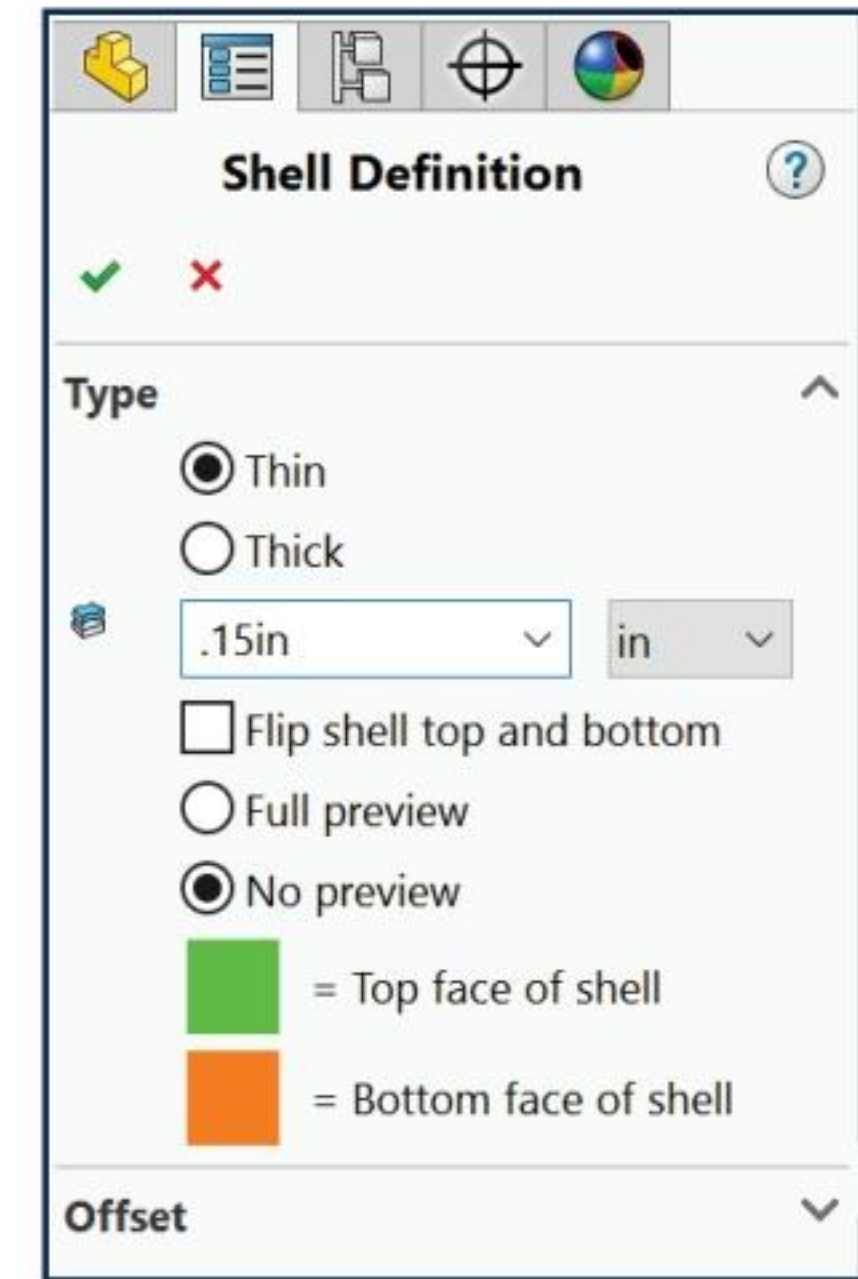 Shell Definition
?
Type
Thin
Thick
.15in in
Flip shell top and bottom
Full preview
No preview
= Top face of shell
= Bottom face of shell
Offset